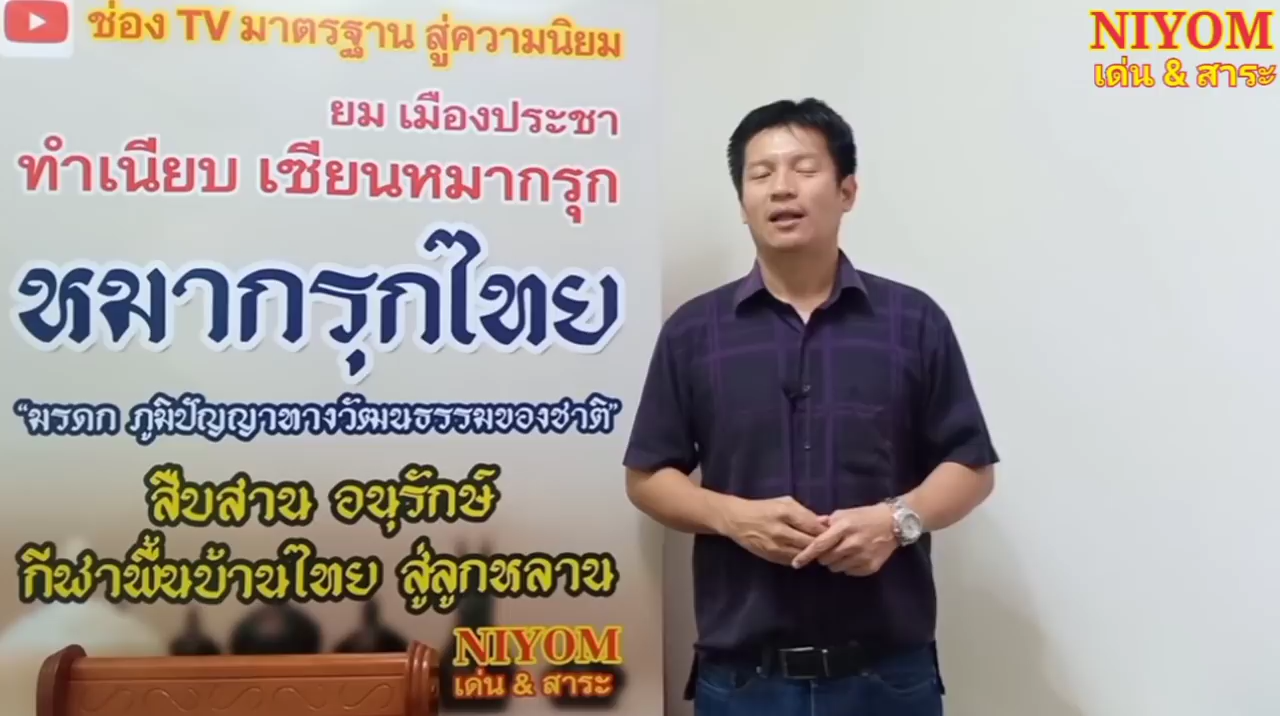 ช่อง TV มาตรฐาน สู่ความนิยม
ยม เมืองประชา
ทำเนียบ เซียนหมากรุก
หมากรุกไทย
“มรดก ภูมิปัญญาทางวัฒนธรรมของชาติ”
สืบสาน อนุรักษ์
กีฬาพื้นบ้านไทย สู่ลูกหลาน
NIYOM
เด่น & สาระ
NIYOM
เด่น & สาระ